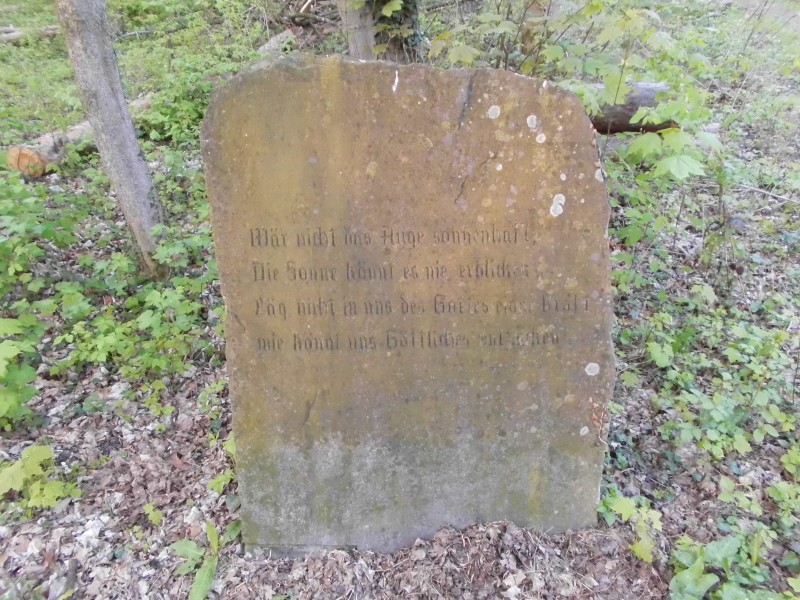 Wär nicht das Auge sonnenhaft,
Die Sonne könnt es nie erblicken;
Läg nicht in uns des Gottes eigne Kraft
wie könnt uns Göttliches entzücken